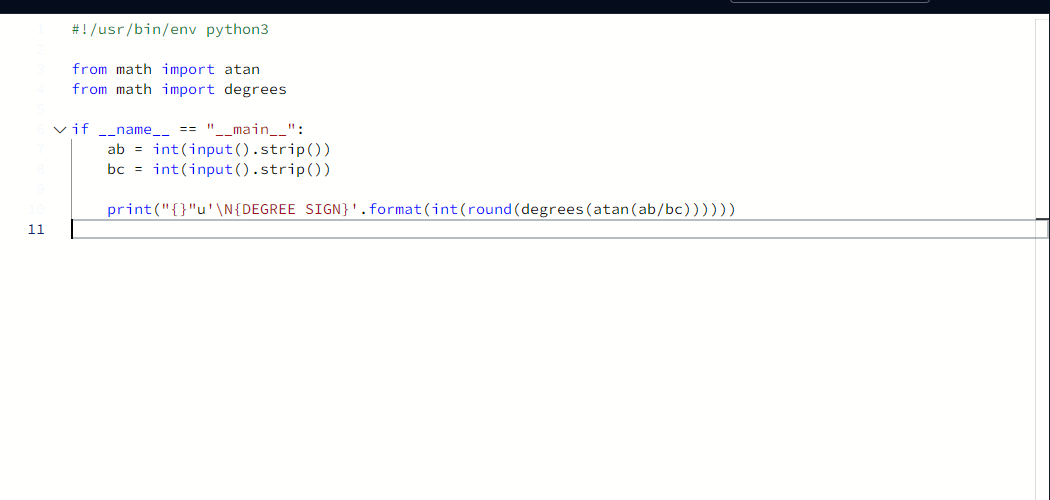 1 #!/usr/bin/env python3
2
3 from math import atan
4 from math import degrees
5
6 if __name__ == "__main__":
7 ab = int(input().strip())
8 bc = int(input().strip())
9
10 print("{}"u'\N{DEGREE SIGN}'.format(int(round(degrees(atan(ab/bc))))))
11